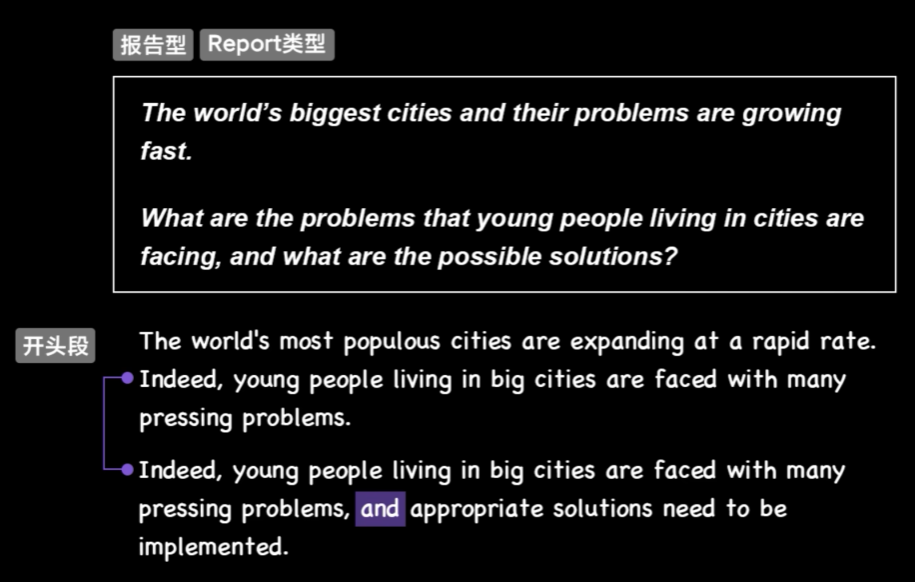 报告型 Report类型
The world's biggest cities and their problems are growing
fast.
What are the problems that young people living in cities are
facing, and what are the possible solutions?
开头段
The world's most populous cities are expanding at a rapid rate.
Indeed, young people living in big cities are faced with many
pressing problems.
Indeed, young people living in big cities are faced with many
pressing problems, and appropriate solutions need to be
implemented.